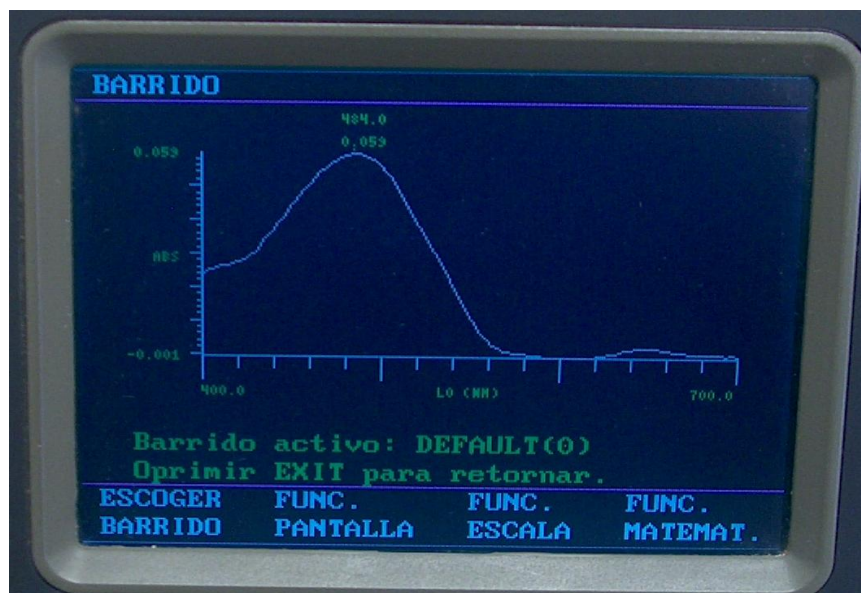 BARRIDO
484.0
0.059
0.059
ABS
-0.001
400.0
LO (NM)
700.0
Barrido activo: DEFAULT(0)
Oprimir EXIT para retornar.
ESCOGER FUNC. FUNC. FUNC.
BARRIDO PANTALLA ESCALA MATEMAT.